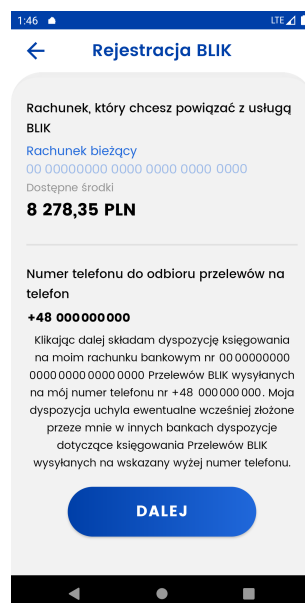 1:46 LTE
Rejestracja BLIK
Rachunek, który chcesz powiązać z usługą
BLIK
Rachunek bieżący
00 00000000 0000 0000 0000 0000
Dostępne środki
8 278,35 PLN
Numer telefonu do odbioru przelewów na
telefon
+48 000000000
Klikając dalej składam dyspozycję księgowania
na moim rachunku bankowym nr 00 00000000
0000 0000 0000 0000 Przelewów BLIK wysyłanych
na mój numer telefonu nr +48 000 000 000. Moja
dyspozycja uchyla ewentualne wcześniej złożone
przeze mnie w innych bankach dyspozycje
dotyczące księgowania Przelewów BLIK
wysyłanych na wskazany wyżej numer telefonu.
DALEJ